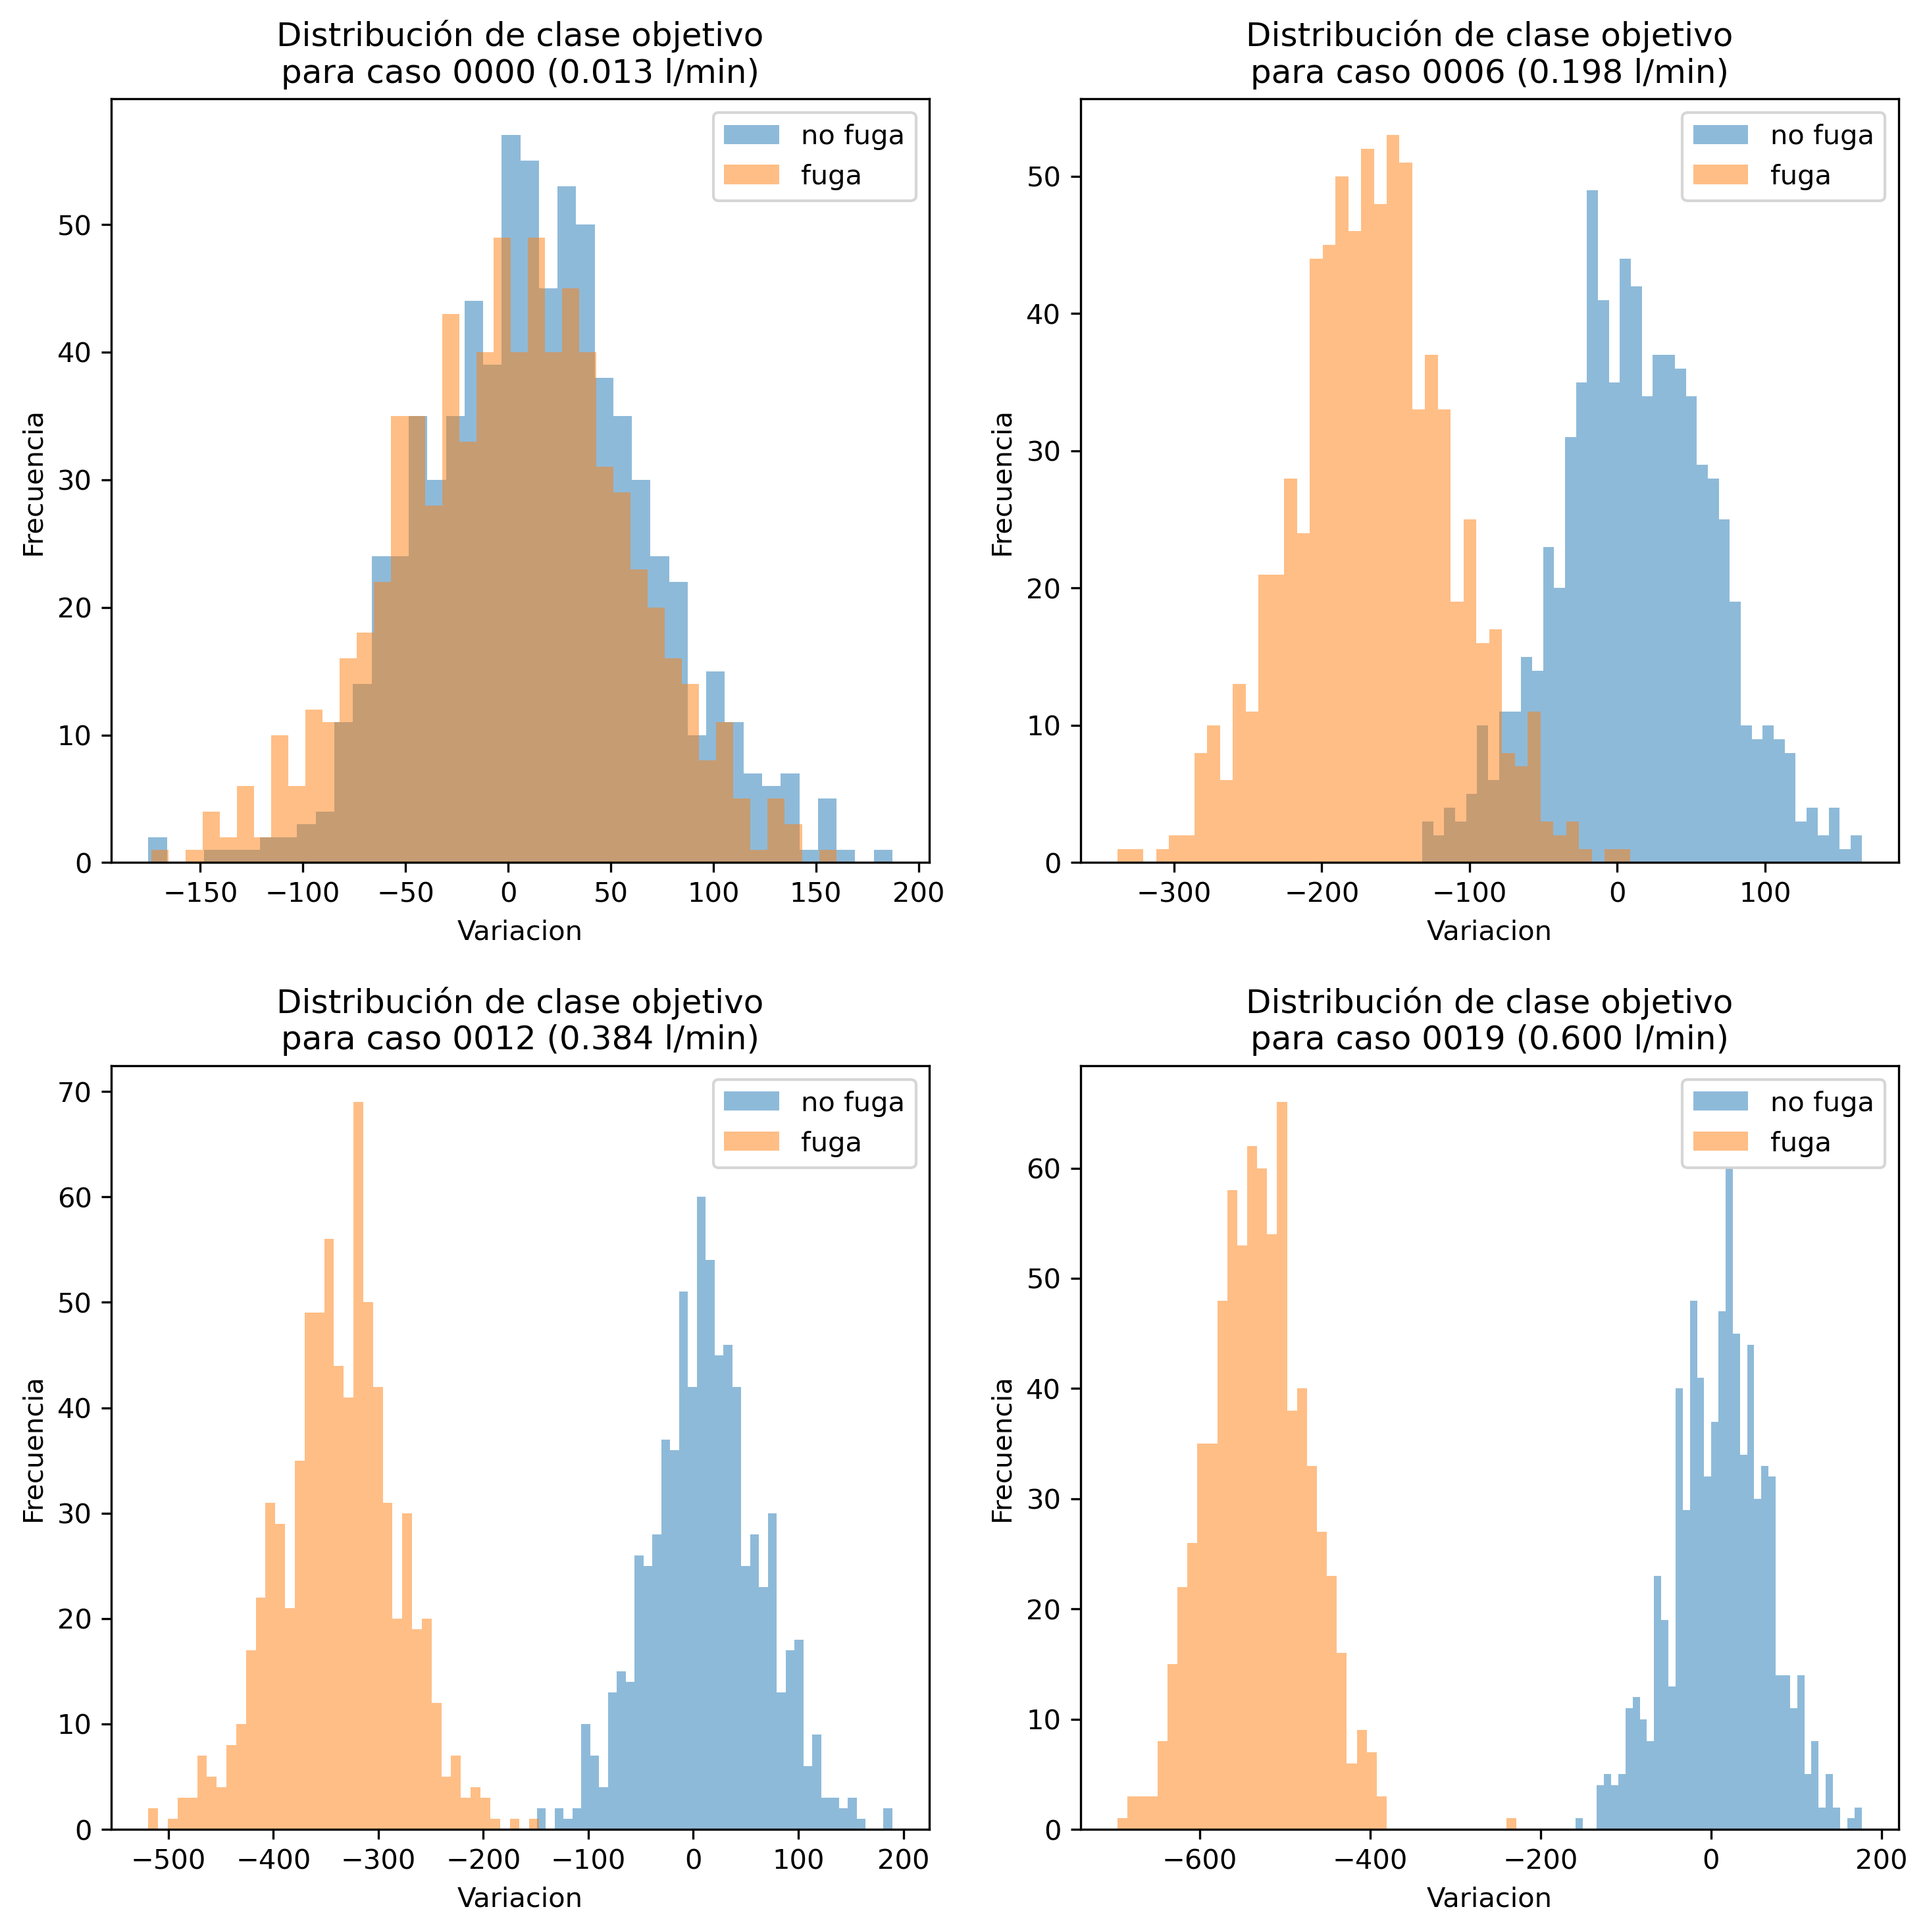 Distribución de clase objetivo
para caso 0000 (0.013 l/min)
no fuga
fuga
Frecuencia
50
40
30
20
10
0
−150 −100 −50 0 50 100 150 200
Variacion
Distribución de clase objetivo
para caso 0006 (0.198 l/min)
no fuga
fuga
Frecuencia
50
40
30
20
10
0
−300 −200 −100 0 100
Variacion
Distribución de clase objetivo
para caso 0012 (0.384 l/min)
no fuga
fuga
Frecuencia
70
60
50
40
30
20
10
0
−500 −400 −300 −200 −100 0 100 200
Variacion
Distribución de clase objetivo
para caso 0019 (0.600 l/min)
no fuga
fuga
Frecuencia
60
50
40
30
20
10
0
−600 −400 −200 0 200
Variacion